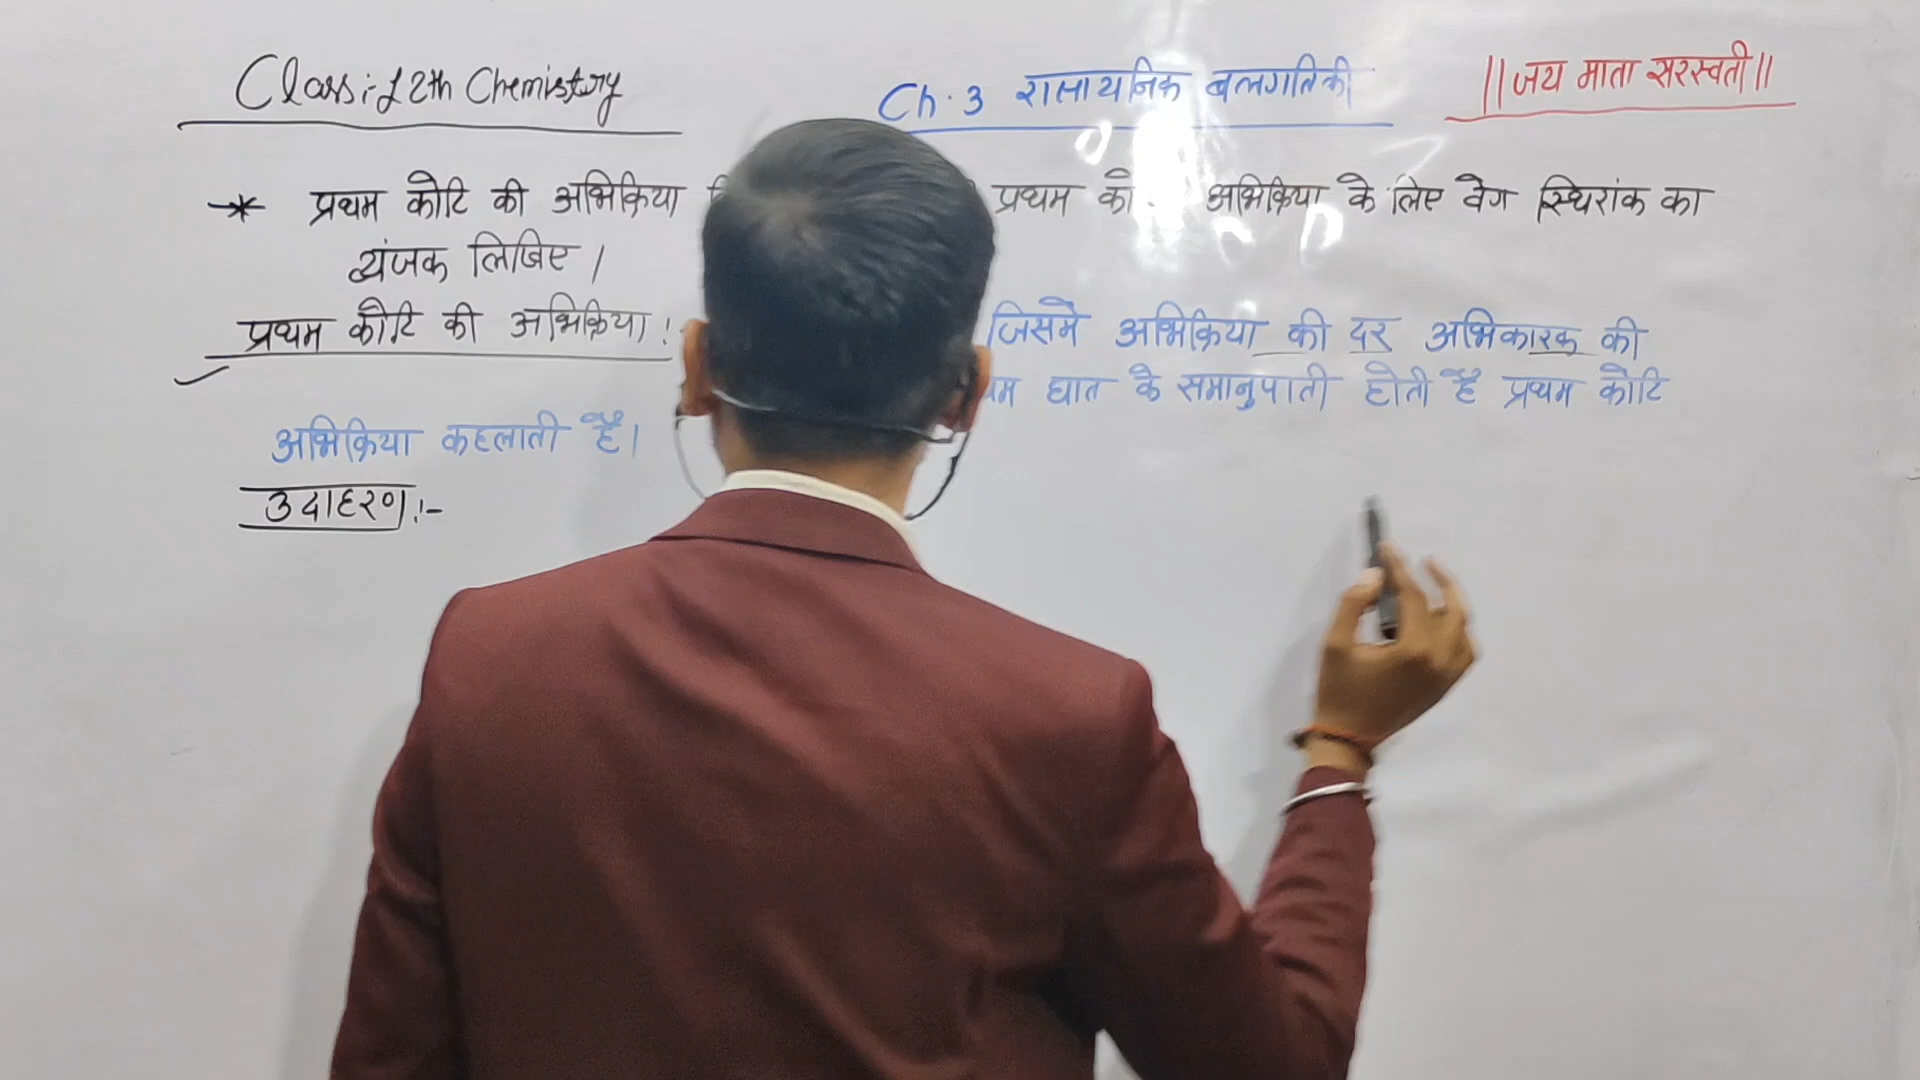 Class:-12th Chemistry
Ch. 3 रासायनिक बलगतिकी
||जय माता सरस्वती||
* प्रथम कोटि की अभिक्रिया प्रथम को अभिक्रिया के लिए वेग स्थिरांक का
व्यंजक लिखिए।
प्रथम कोटि की अभिक्रिया:- जिसमे अभिक्रिया की दर अभिकारक की
घात के समानुपाती होती है प्रथम कोटि
अभिक्रिया कहलाती है।
उदाहरण:-